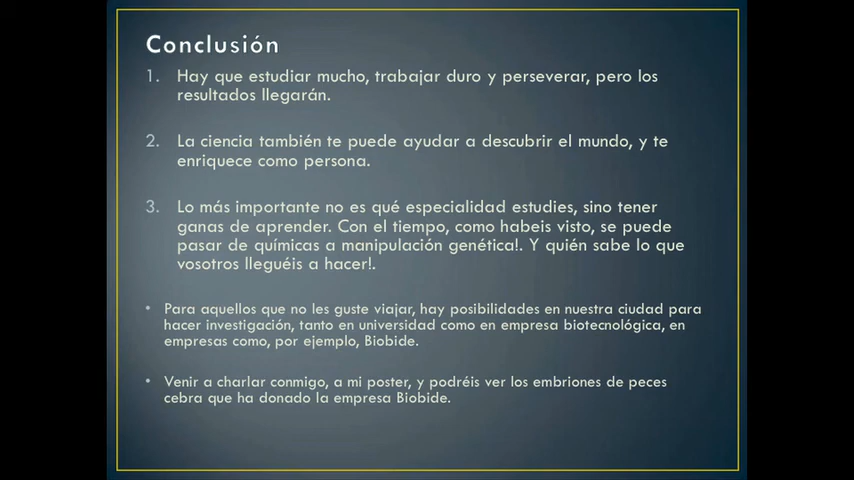 Conclusión
1. Hay que estudiar mucho, trabajar duro y perseverar, pero los
resultados llegarán.
2. La ciencia también te puede ayudar a descubrir el mundo, y te
enriquece como persona.
3. Lo más importante no es qué especialidad estudies, sino tener
ganas de aprender. Con el tiempo, como habeis visto, se puede
pasar de químicas a manipulación genética!. Y quién sabe lo que
vosotros lleguéis a hacer!.
• Para aquellos que no les guste viajar, hay posibilidades en nuestra ciudad para
hacer investigación, tanto en universidad como en empresa biotecnológica, en
empresas como, por ejemplo, Biobide.
• Venir a charlar conmigo, a mi poster, y podréis ver los embriones de peces
cebra que ha donado la empresa Biobide.